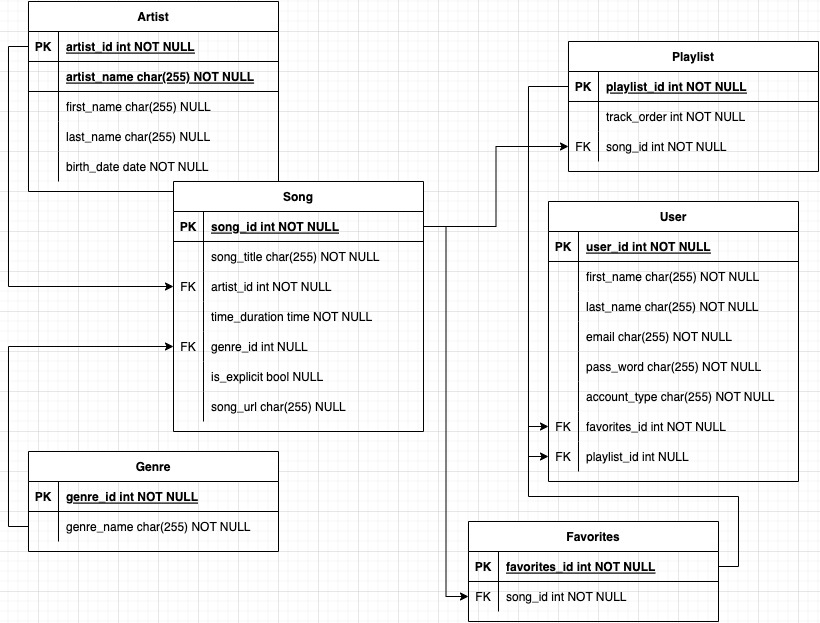 Artist
PK artist_id int NOT NULL
artist_name char(255) NOT NULL
first_name char(255) NULL
last_name char(255) NULL
birth_date date NOT NULL
Song
PK song_id int NOT NULL
song_title char(255) NOT NULL
FK artist_id int NOT NULL
time_duration time NOT NULL
FK genre_id int NULL
is_explicit bool NULL
song_url char(255) NULL
Genre
PK genre_id int NOT NULL
genre_name char(255) NOT NULL
Playlist
PK playlist_id int NOT NULL
track_order int NOT NULL
FK song_id int NOT NULL
User
PK user_id int NOT NULL
first_name char(255) NOT NULL
last_name char(255) NOT NULL
email char(255) NOT NULL
pass_word char(255) NOT NULL
account_type char(255) NOT NULL
FK favorites_id int NOT NULL
FK playlist_id int NULL
Favorites
PK favorites_id int NOT NULL
FK song_id int NOT NULL